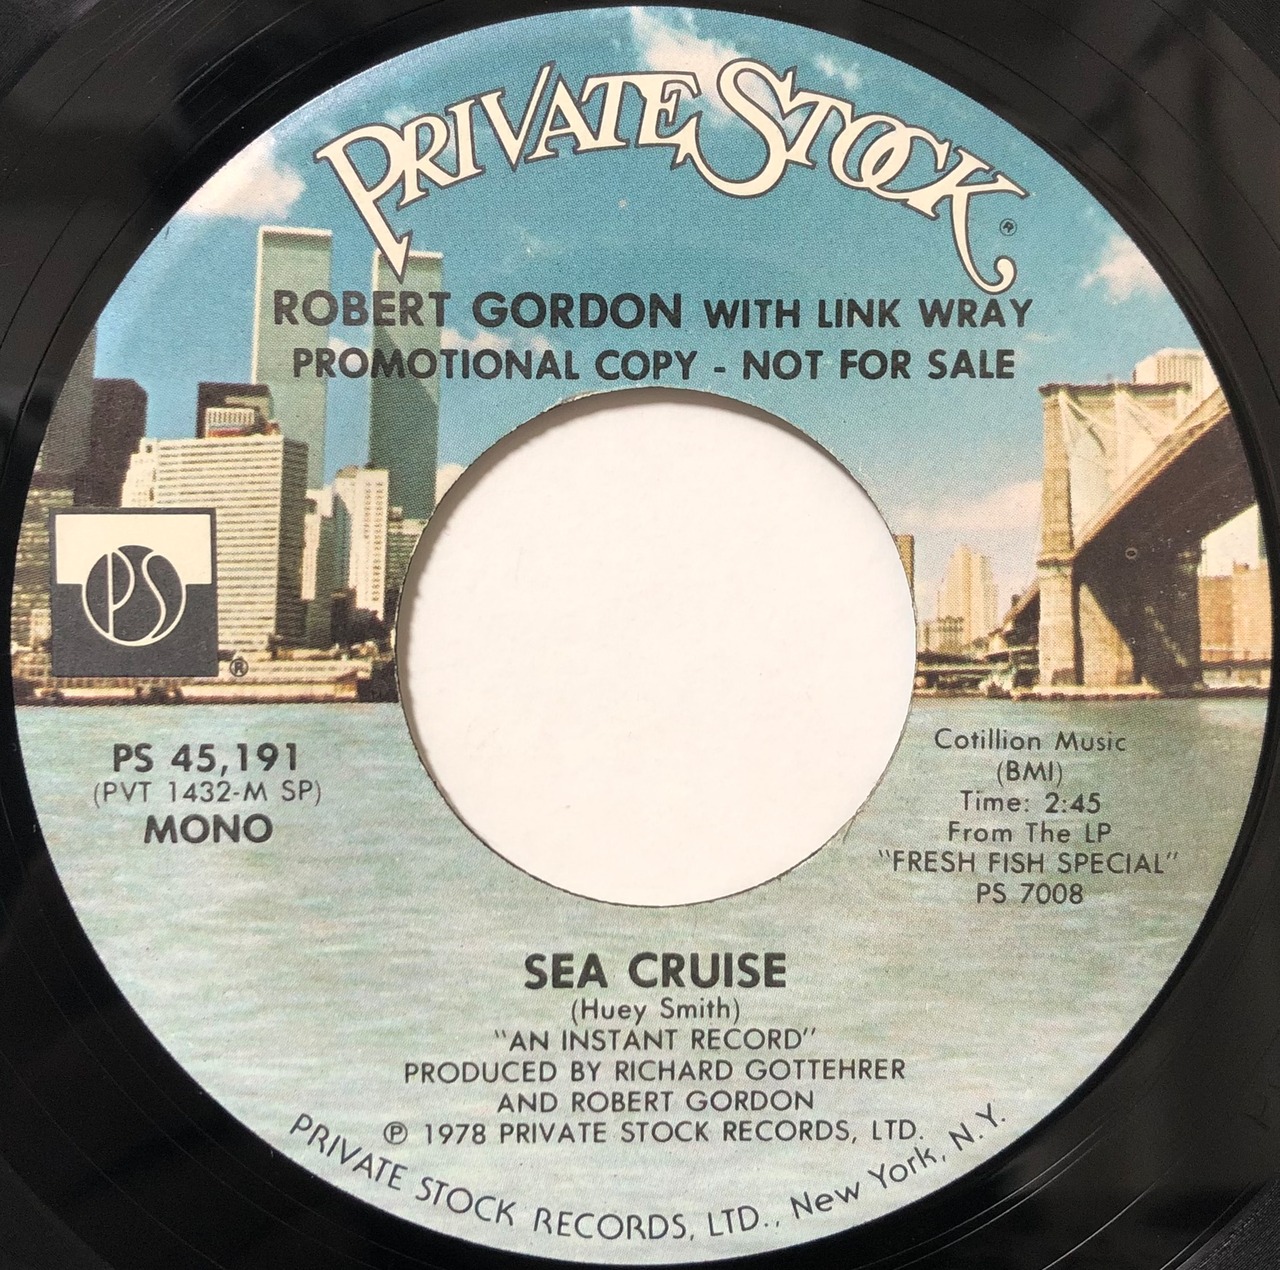 PRIVATE STOCK ®
ROBERT GORDON WITH LINK WRAY
PROMOTIONAL COPY - NOT FOR SALE
PS ®
PS 45,191
(PVT 1432-M SP)
MONO
Cotillion Music
(BMI)
Time: 2:45
From The LP
"FRESH FISH SPECIAL"
PS 7008
SEA CRUISE
(Huey Smith)
"AN INSTANT RECORD"
PRODUCED BY RICHARD GOTTEHRER
AND ROBERT GORDON
℗ 1978 PRIVATE STOCK RECORDS, LTD.
PRIVATE STOCK RECORDS, LTD., New York, N.Y.